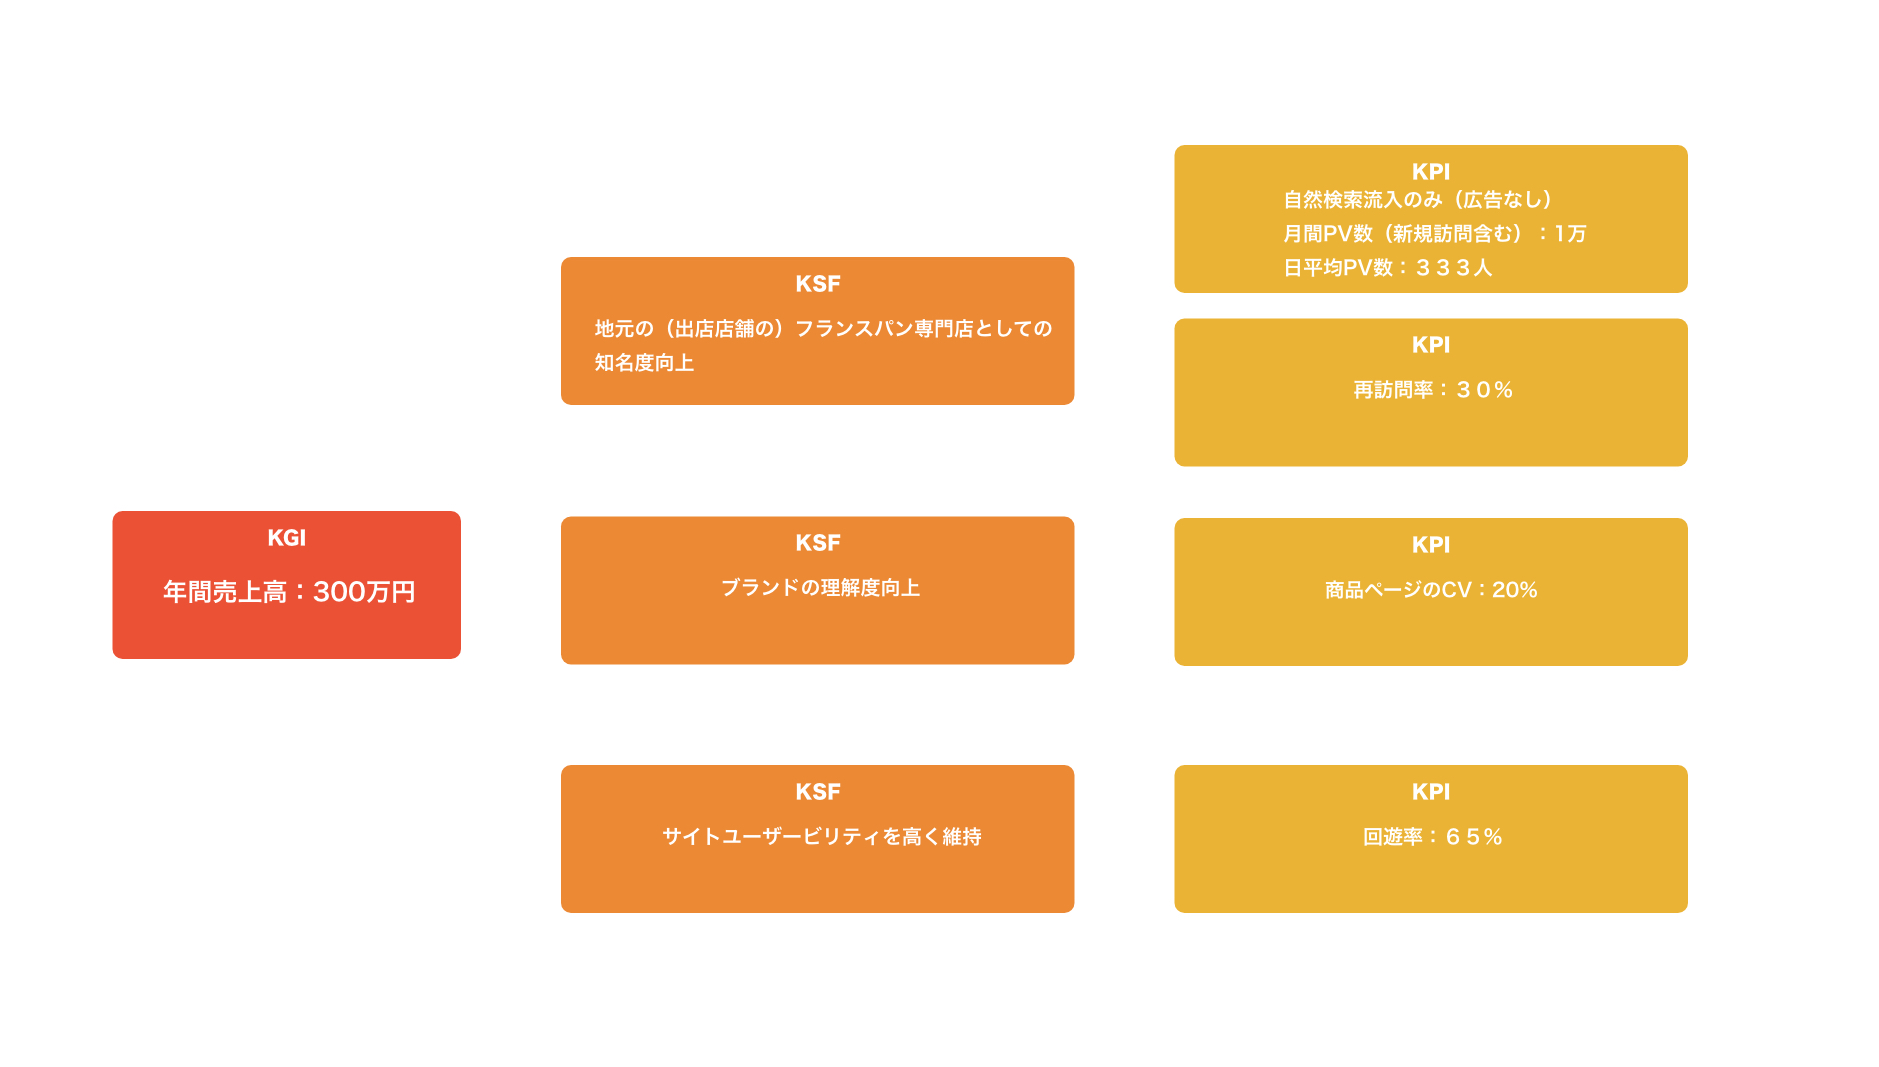 KGI
年間売上高：300万円
KSF
地元の（出店店舗の）フランスパン専門店としての
知名度向上
KSF
ブランドの理解度向上
KSF
サイトユーザービリティを高く維持
KPI
自然検索流入のみ（広告なし）
月間PV数（新規訪問含む）：1万
日平均PV数：３３３人
KPI
再訪問率：３０％
KPI
商品ページのCV：20%
KPI
回遊率：６５％